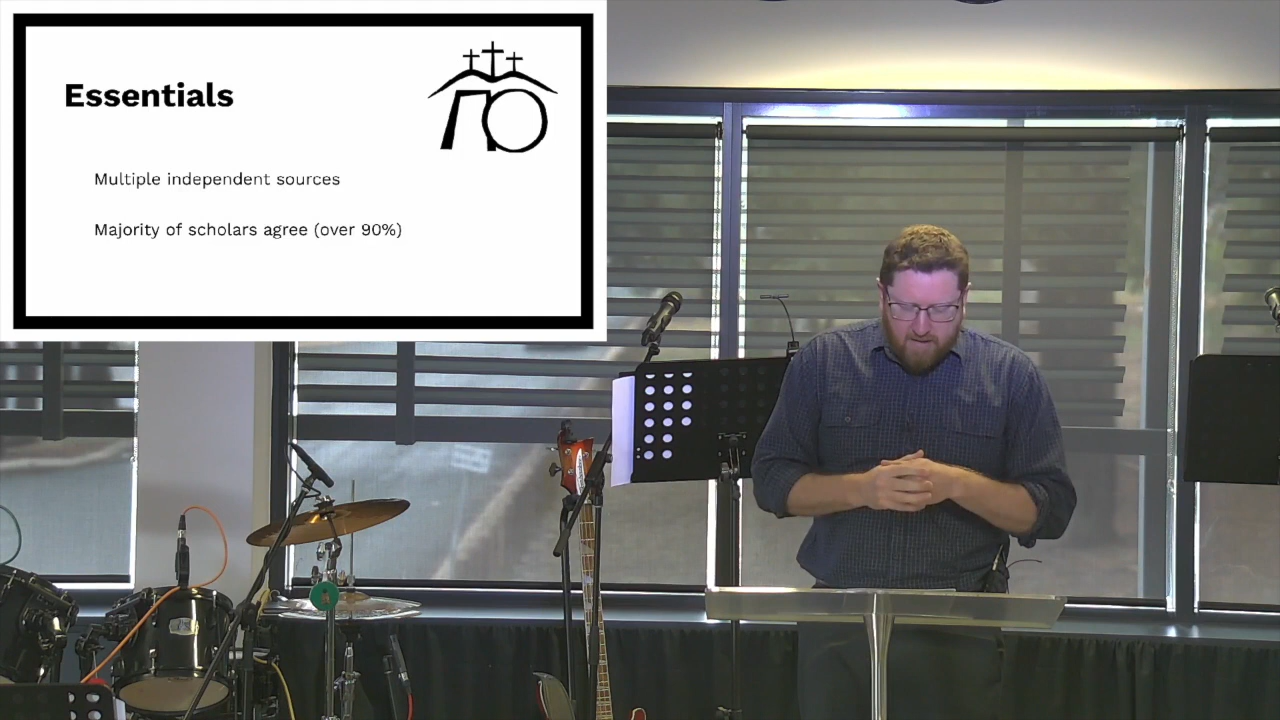 Essentials
Multiple independent sources
Majority of scholars agree (over 90%)